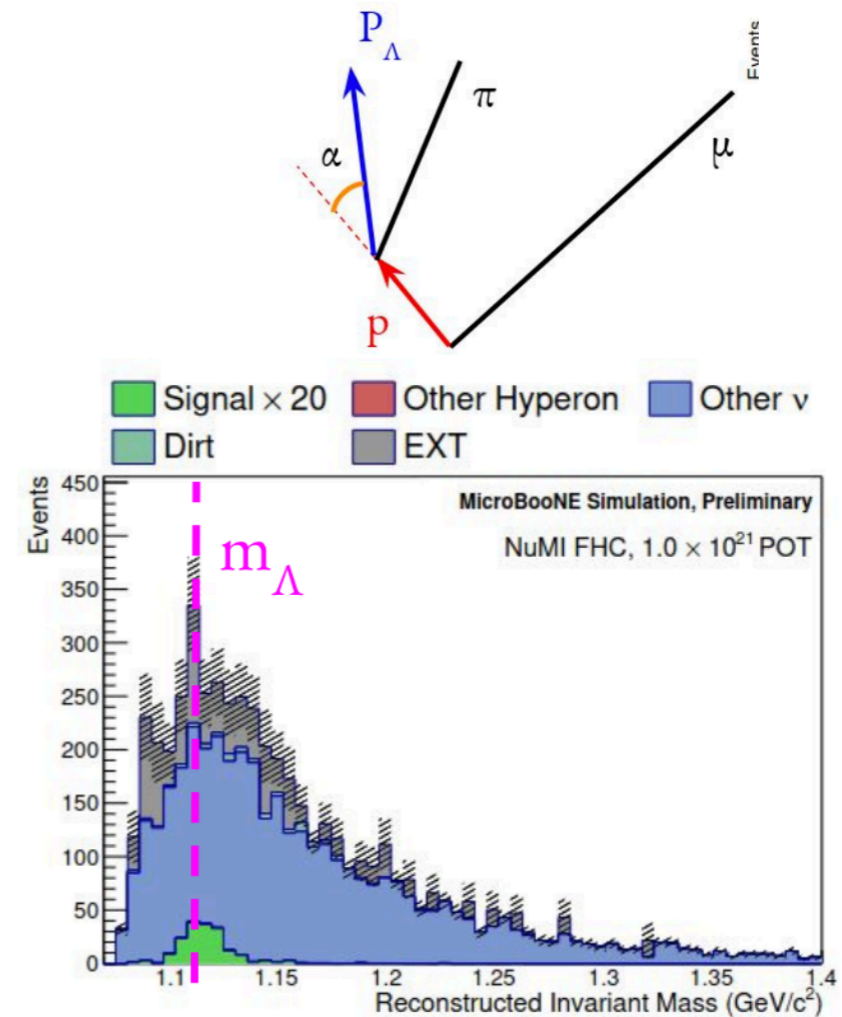 P_Λ
Events
π
α
μ
p
Signal × 20 Other Hyperon Other ν
Dirt EXT
MicroBooNE Simulation, Preliminary
NuMI FHC, 1.0 × 10²¹ POT
m_Λ
Events
450
400
350
300
250
200
150
100
50
0
1.1 1.15 1.2 1.25 1.3 1.35 1.4
Reconstructed Invariant Mass (GeV/c²)